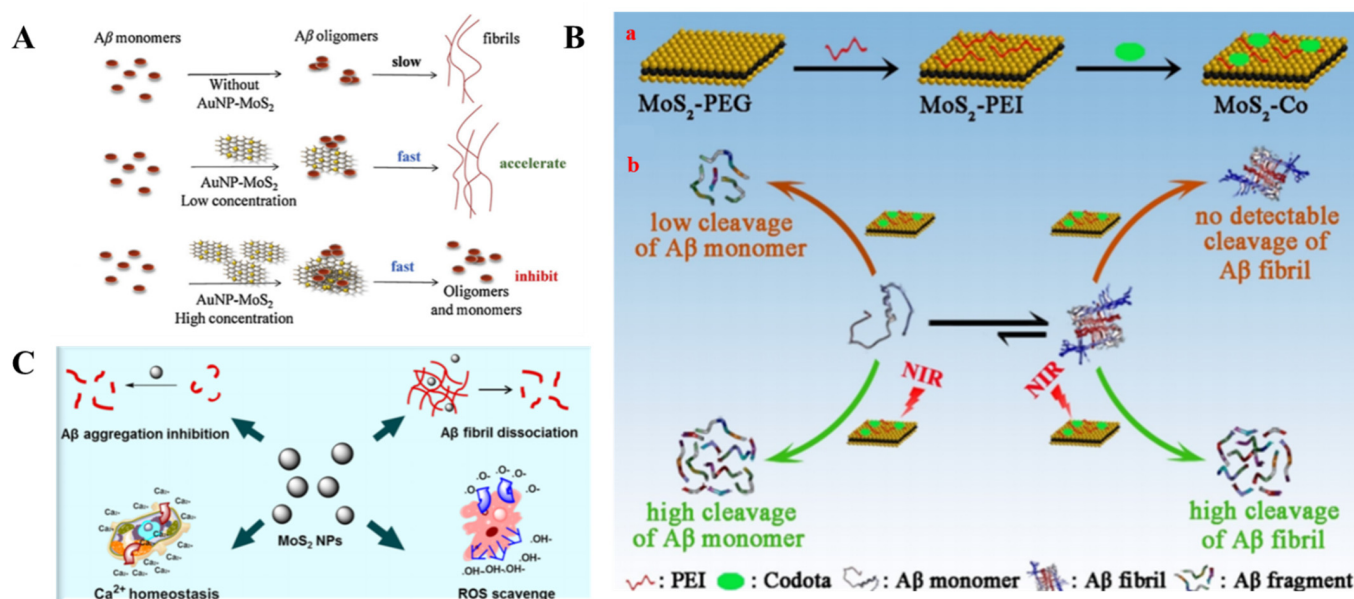 A
Aβ monomers
Aβ oligomers
fibrils
Without
AuNP-MoS2
slow
AuNP-MoS2
Low concentration
fast
accelerate
AuNP-MoS2
High concentration
fast
Oligomers
and monomers
inhibit
B
a
MoS2-PEG
MoS2-PEI
MoS2-Co
b
low cleavage
of Aβ monomer
no detectable
cleavage of
Aβ fibril
NIR
NIR
high cleavage
of Aβ monomer
high cleavage
of Aβ fibril
: PEI
: Codota
: Aβ monomer
: Aβ fibril
: Aβ fragment
C
Aβ aggregation inhibition
Aβ fibril dissociation
MoS2 NPs
Ca2+ homeostasis
ROS scavenge